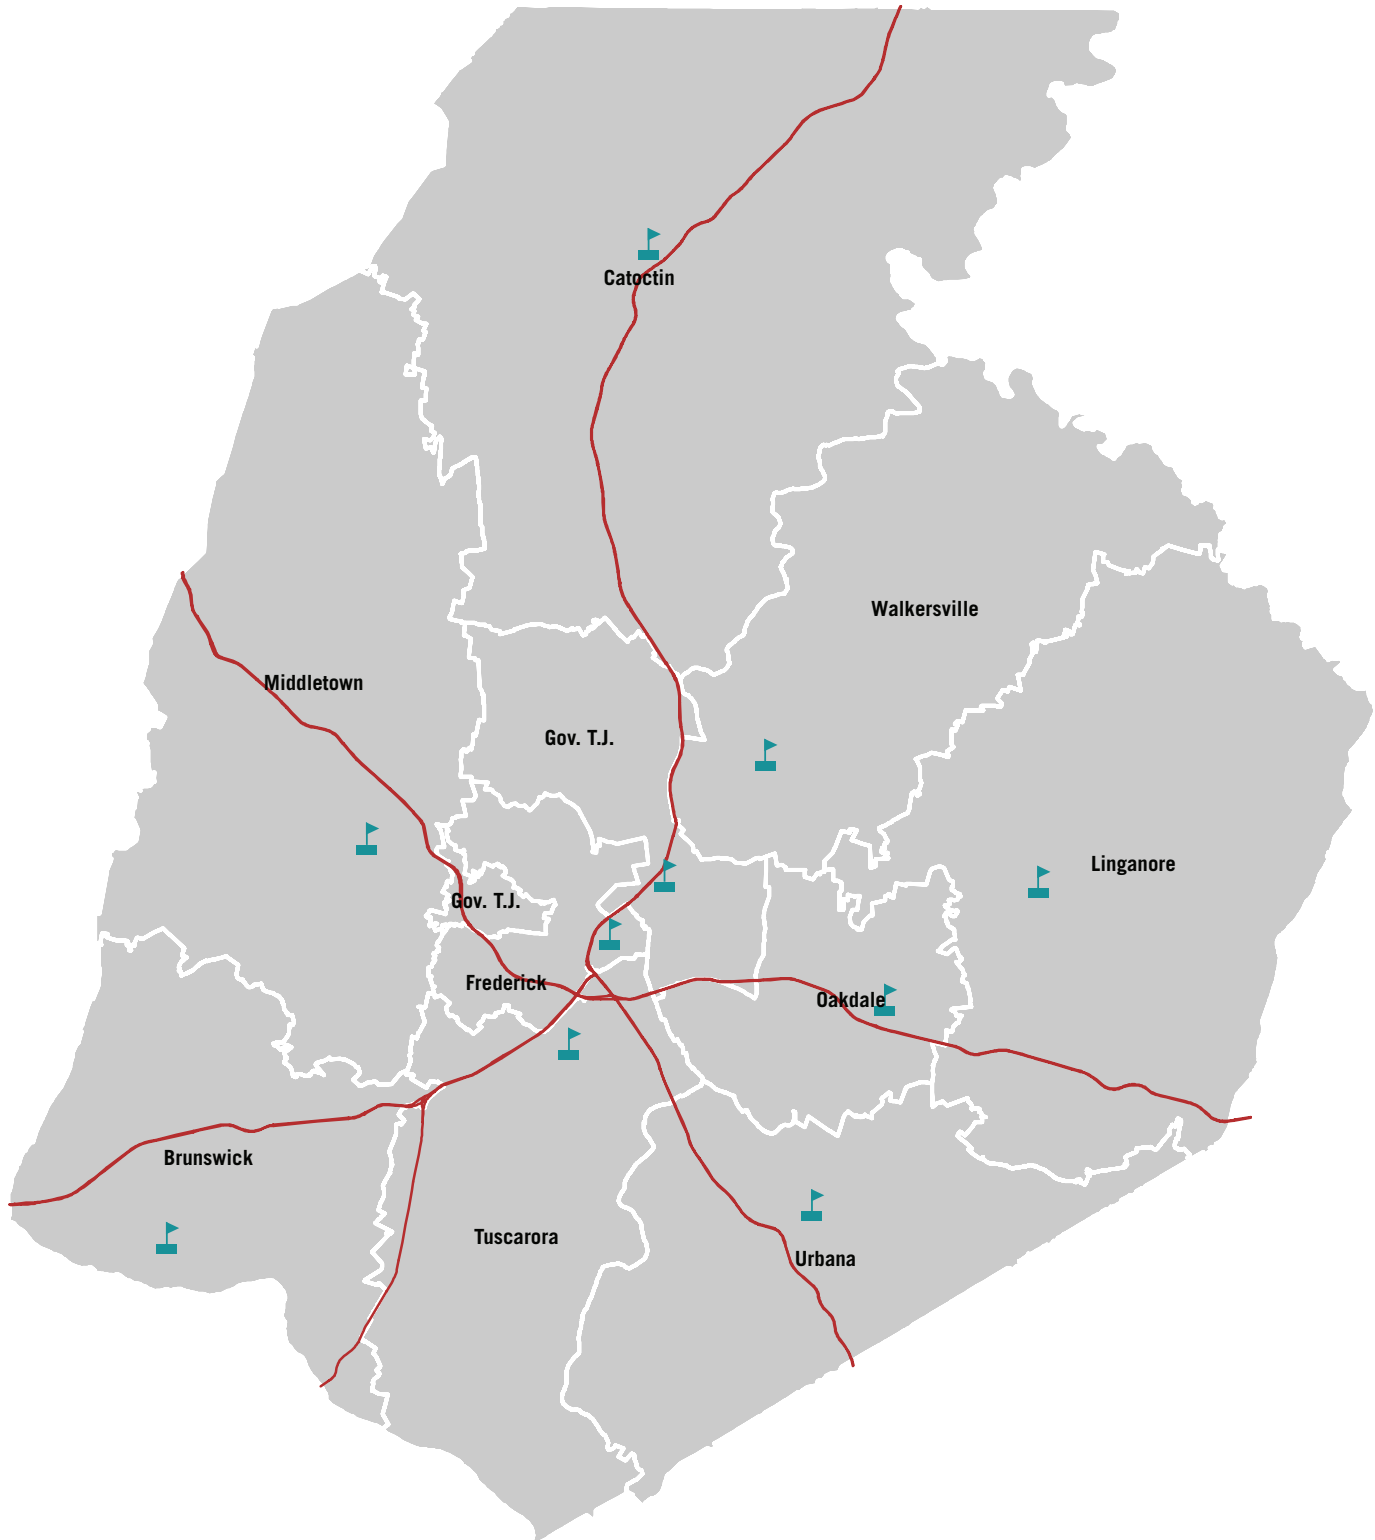 Catoctin
Walkersville
Middletown
Gov. T.J.
Linganore
Gov. T.J.
Frederick
Oakdale
Brunswick
Tuscarora
Urbana